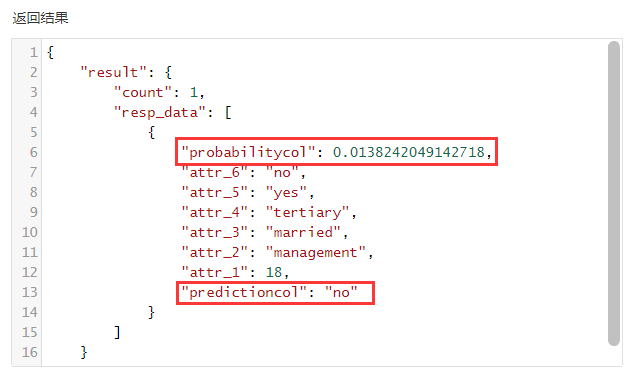 返回结果
1 {
2     "result": {
3         "count": 1,
4         "resp_data": [
5             {
6                 "probabilitycol": 0.0138242049142718,
7                 "attr_6": "no",
8                 "attr_5": "yes",
9                 "attr_4": "tertiary",
10                 "attr_3": "married",
11                 "attr_2": "management",
12                 "attr_1": 18,
13                 "predictioncol": "no"
14             }
15         ]
16     }